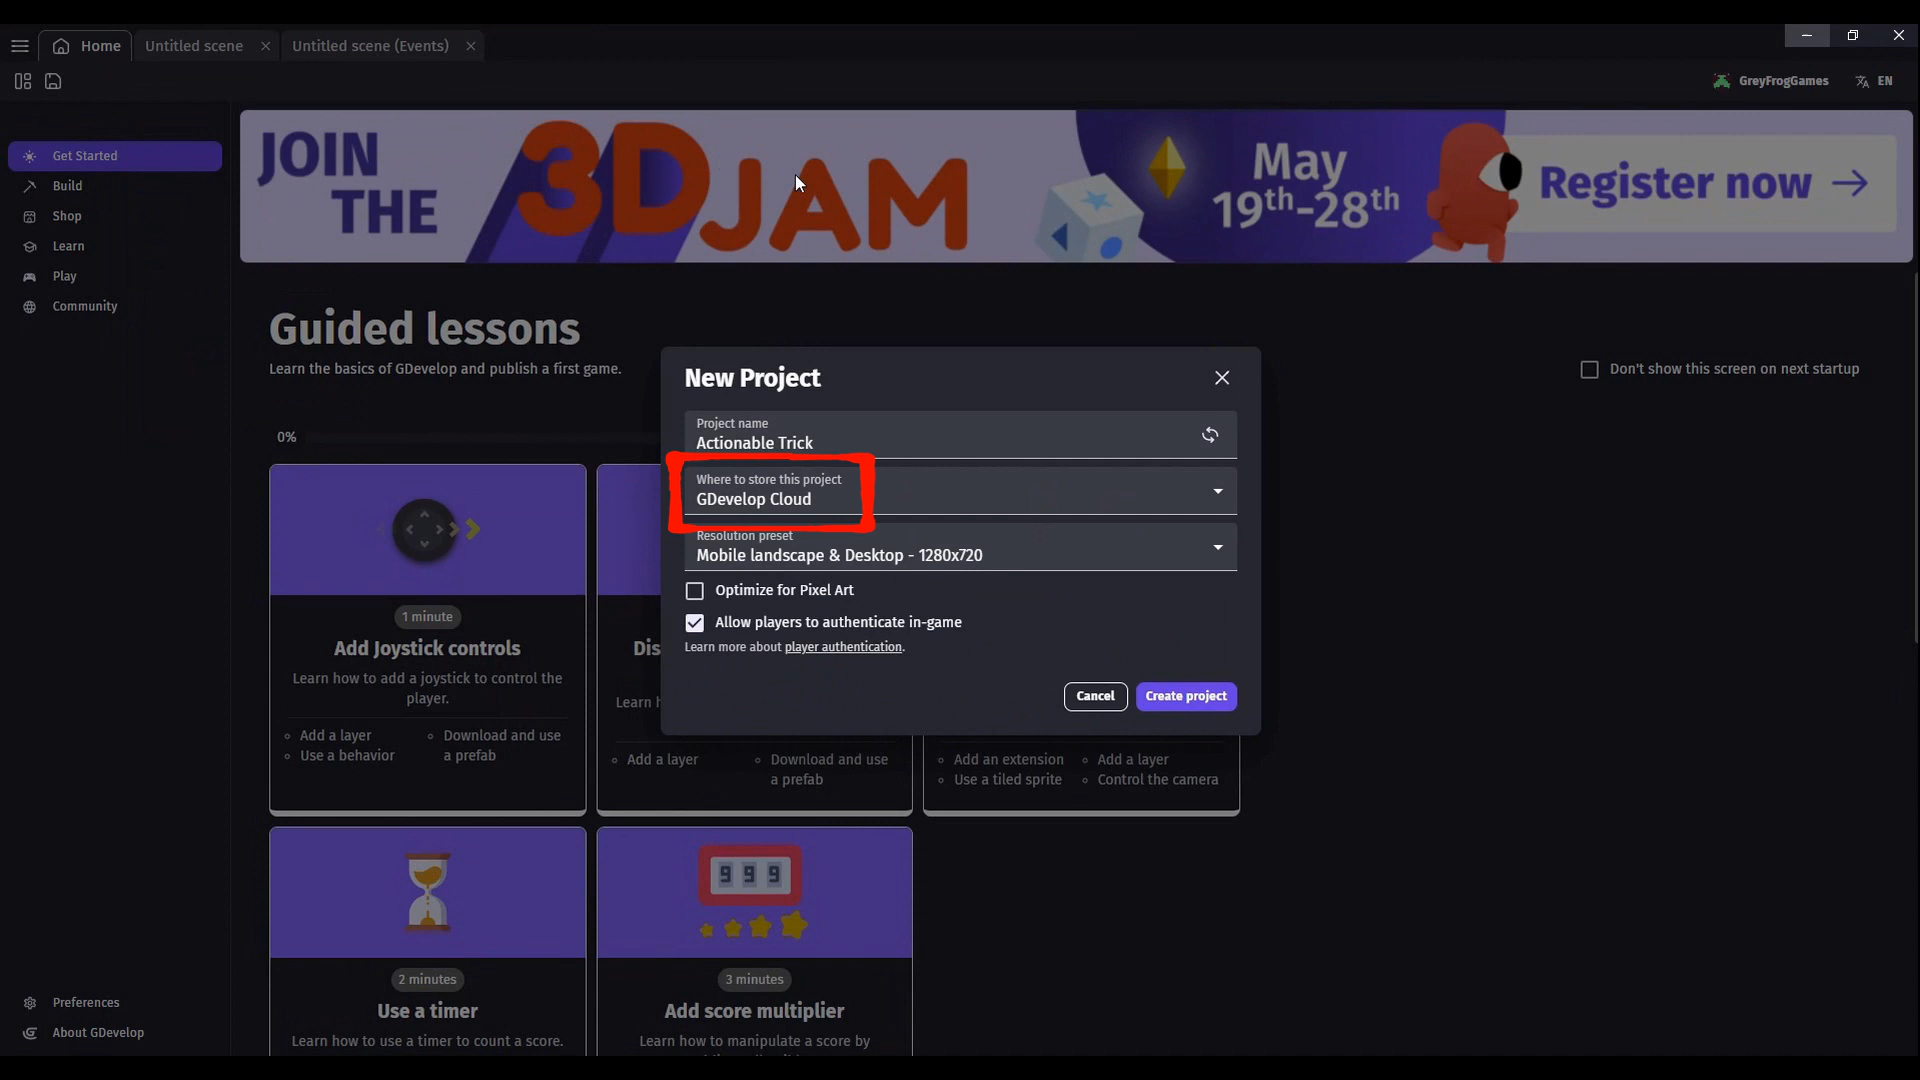 Home
Untitled scene
Untitled scene (Events)
GreyFrogGames
EN
Get Started
Build
Shop
Learn
Play
Community
Preferences
About GDevelop
JOIN
THE
3D JAM
May
19th-28th
Register now
Guided lessons
Learn the basics of GDevelop and publish a first game.
Don't show this screen on next startup
0%
New Project
Project name
Actionable Trick
Where to store this project
GDevelop Cloud
Resolution preset
Mobile landscape & Desktop - 1280x720
Optimize for Pixel Art
Allow players to authenticate in-game
Learn more about player authentication.
Cancel
Create project
1 minute
Add Joystick controls
Learn how to add a joystick to control the
player.
Add a layer
Use a behavior
Download and use
a prefab
Add a layer
Download and use
a prefab
Add an extension
Use a tiled sprite
Add a layer
Control the camera
2 minutes
Use a timer
Learn how to use a timer to count a score.
999
3 minutes
Add score multiplier
Learn how to manipulate a score by